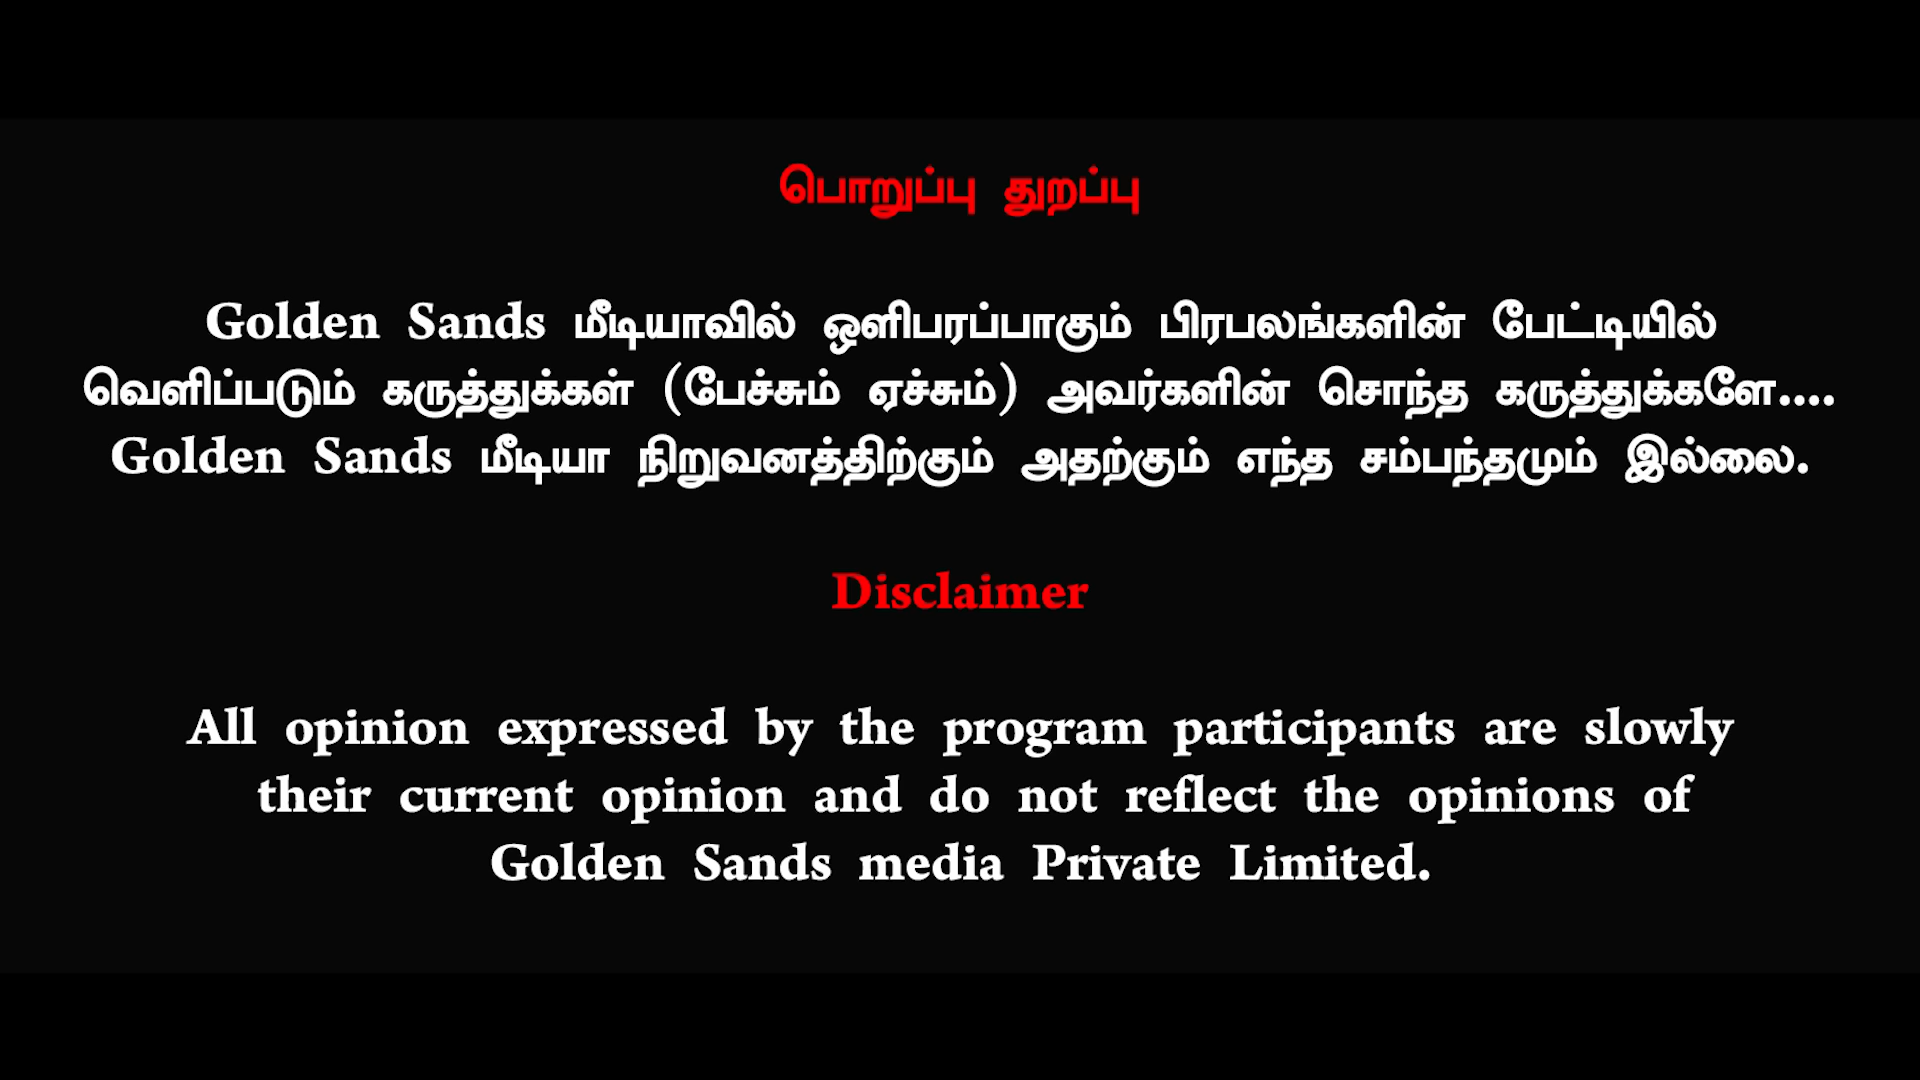 பொறுப்பு துறப்பு
Golden Sands மீடியாவில் ஒளிபரப்பாகும் பிரபலங்களின் பேட்டியில்
வெளிப்படும் கருத்துக்கள் (பேச்சும் ஏச்சும்) அவர்களின் சொந்த கருத்துக்களே....
Golden Sands மீடியா நிறுவனத்திற்கும் அதற்கும் எந்த சம்பந்தமும் இல்லை.
Disclaimer
All opinion expressed by the program participants are slowly
their current opinion and do not reflect the opinions of
Golden Sands media Private Limited.